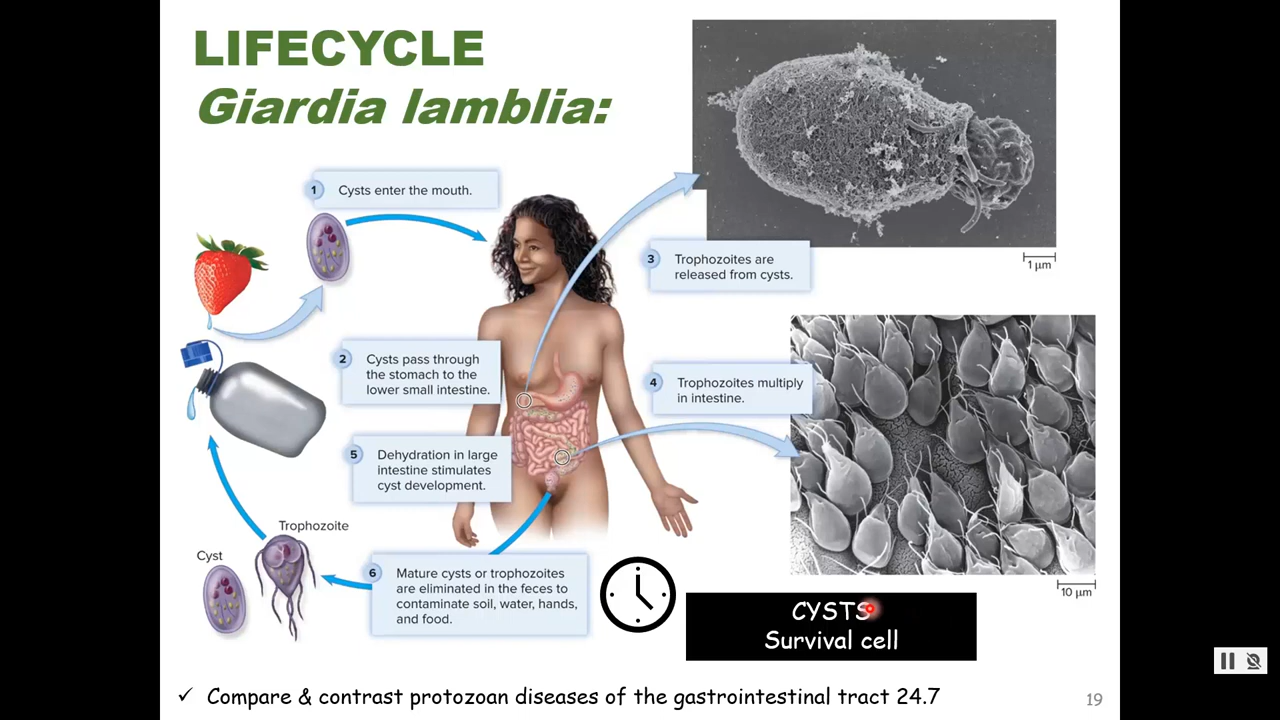 LIFECYCLE
Giardia lamblia:
1 Cysts enter the mouth.
2 Cysts pass through
the stomach to the
lower small intestine.
3 Trophozoites are
released from cysts.
1 μm
4 Trophozoites multiply
in intestine.
5 Dehydration in large
intestine stimulates
cyst development.
Trophozoite
Cyst
6 Mature cysts or trophozoites
are eliminated in the feces to
contaminate soil, water, hands,
and food.
10 μm
CYSTS
Survival cell
✓ Compare & contrast protozoan diseases of the gastrointestinal tract 24.7
19